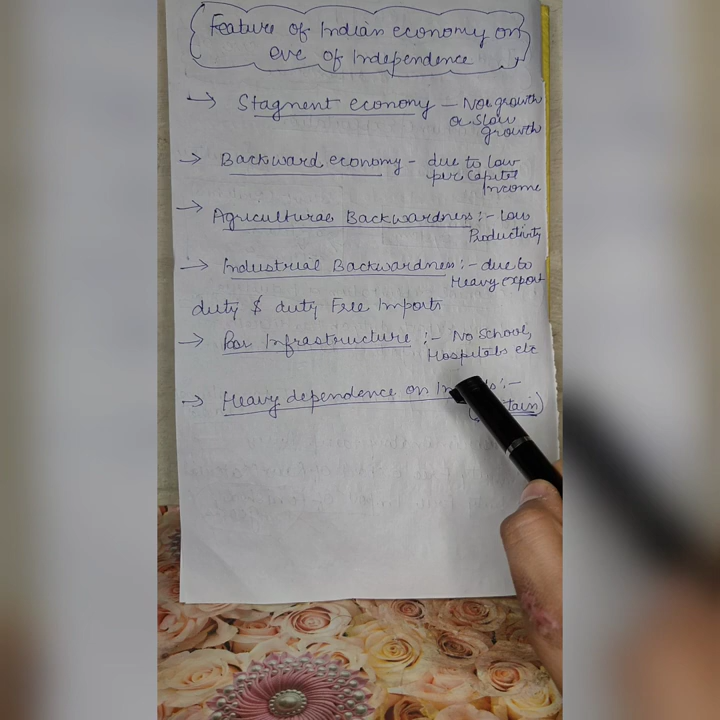 Feature of Indian economy on
eve of Independence
→ Stagnent economy – No growth
or slow
growth
→ Backward economy - due to low
per Capital
Income
→ Agricultural Backwardness :- low
Productivity
→ Industrial Backwardness :- due to
Heavy export
duty & duty Free Imports
→ Poor Infrastructure :- No School,
Hospitals etc
→ Heavy dependence on :-